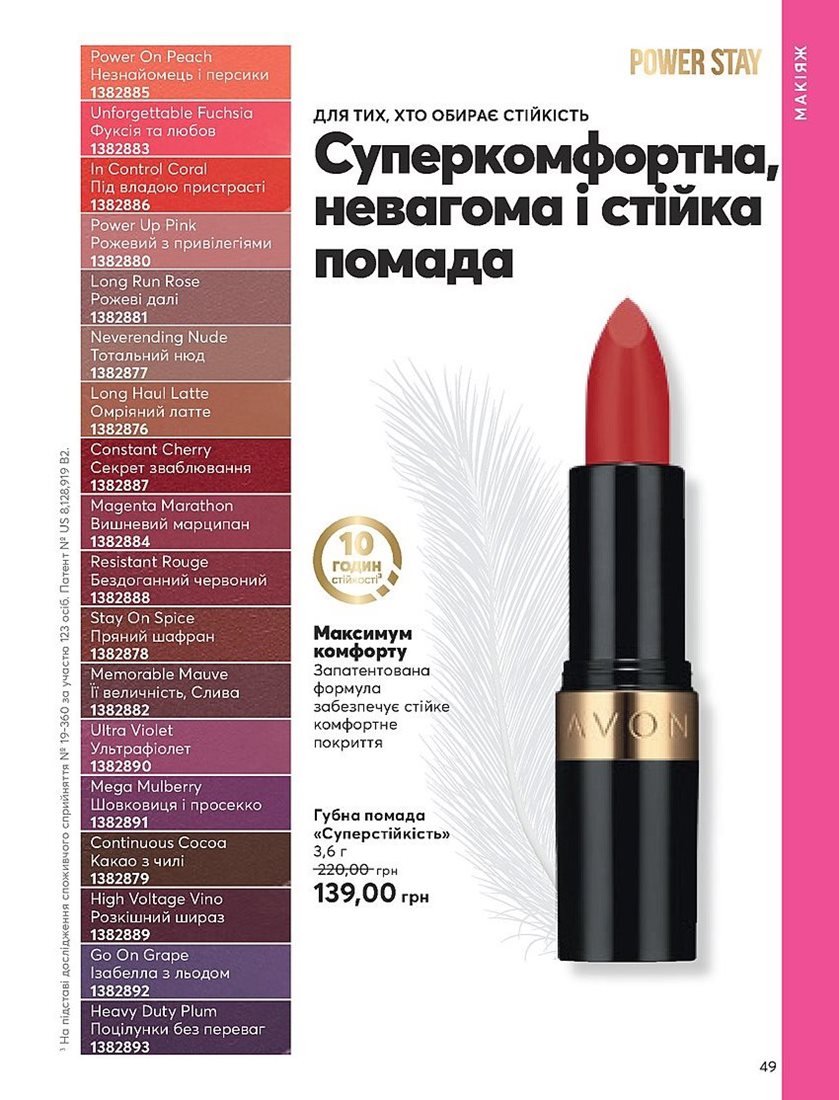 Power On Peach
Незнайомець і персики
1382885
Unforgettable Fuchsia
Фуксія та любов
1382883
In Control Coral
Під владою пристрасті
1382886
Power Up Pink
Рожевий з привілегіями
1382880
Long Run Rose
Рожеві далі
1382881
Neverending Nude
Тотальний нюд
1382877
Long Haul Latte
Омріяний латте
1382876
Constant Cherry
Секрет зваблювання
1382887
Magenta Marathon
Вишневий марципан
1382884
Resistant Rouge
Бездоганний червоний
1382888
Stay On Spice
Пряний шафран
1382878
Memorable Mauve
Її величність, Слива
1382882
Ultra Violet
Ультрафіолет
1382890
Mega Mulberry
Шовковиця і просекко
1382891
Continuous Cocoa
Какао з чилі
1382879
High Voltage Vino
Розкішний шираз
1382889
Go On Grape
Ізабелла з льодом
1382892
Heavy Duty Plum
Поцілунки без переваг
1382893
³ На підставі дослідження споживчого сприйняття № 19-360 за участю 123 осіб. Патент № US 8,128,919 B2.
POWER STAY
МАКІЯЖ
ДЛЯ ТИХ, ХТО ОБИРАЄ СТІЙКІСТЬ
Суперкомфортна,
невагома і стійка
помада
10
ГОДИН
СТІЙКОСТІ³
Максимум
комфорту
Запатентована
формула
забезпечує стійке
комфортне
покриття
AVON
Губна помада
«Суперстійкість»
3,6 г
220,00 грн
139,00 грн
49